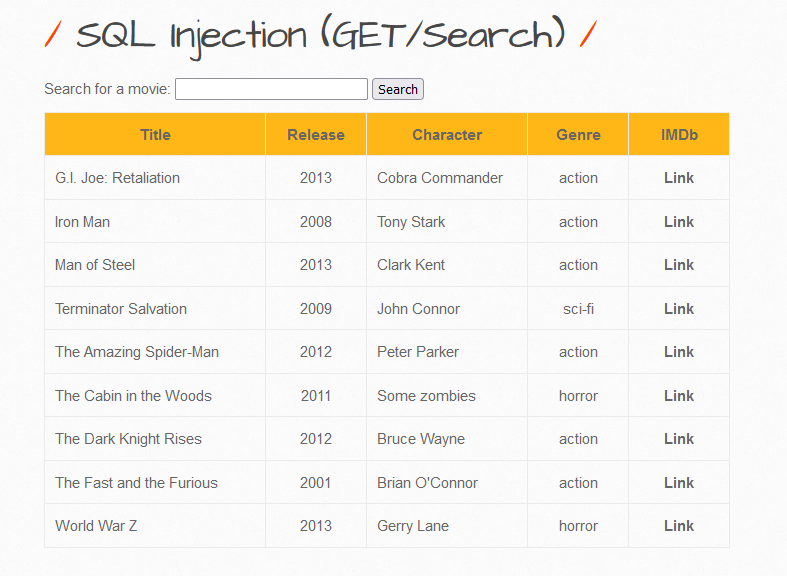 / SQL Injection (GET/Search) /
Search for a movie: Search
Title Release Character Genre IMDb
G.I. Joe: Retaliation 2013 Cobra Commander action Link
Iron Man 2008 Tony Stark action Link
Man of Steel 2013 Clark Kent action Link
Terminator Salvation 2009 John Connor sci-fi Link
The Amazing Spider-Man 2012 Peter Parker action Link
The Cabin in the Woods 2011 Some zombies horror Link
The Dark Knight Rises 2012 Bruce Wayne action Link
The Fast and the Furious 2001 Brian O'Connor action Link
World War Z 2013 Gerry Lane horror Link